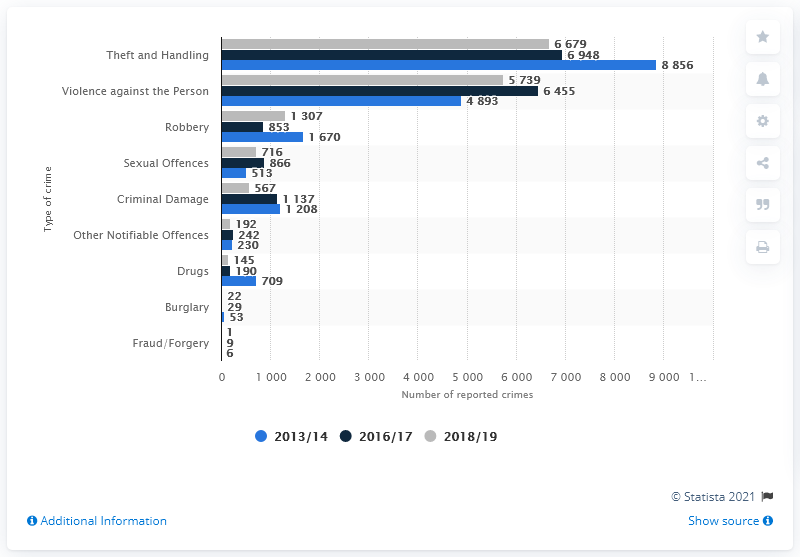 Type of crime
Theft and Handling
6 679
6 948
8 856
Violence against the Person
5 739
6 455
4 893
Robbery
1 307
853
1 670
Sexual Offences
716
866
513
Criminal Damage
567
1 137
1 208
Other Notifiable Offences
192
242
230
Drugs
145
190
709
Burglary
22
29
53
Fraud/Forgery
1
9
6
0 1 000 2 000 3 000 4 000 5 000 6 000 7 000 8 000 9 000 1...
Number of reported crimes
2013/14 2016/17 2018/19
© Statista 2021
Additional Information
Show source